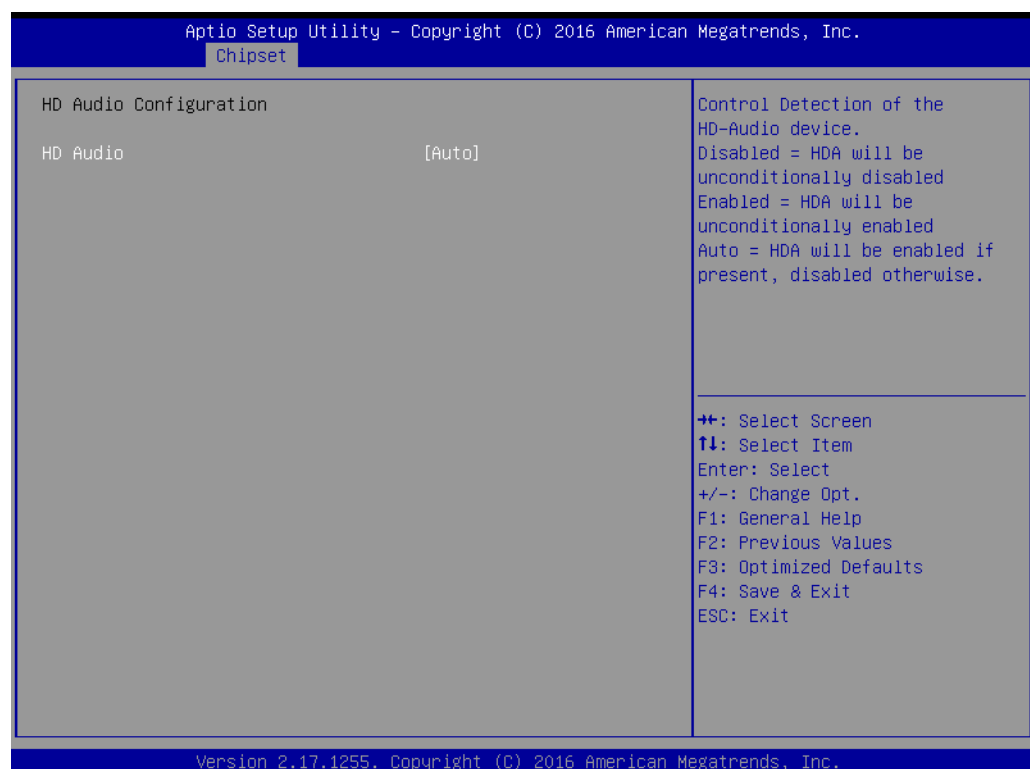 Aptio Setup Utility – Copyright (C) 2016 American Megatrends, Inc.
Chipset
HD Audio Configuration
HD Audio [Auto]
Control Detection of the
HD-Audio device.
Disabled = HDA will be
unconditionally disabled
Enabled = HDA will be
unconditionally enabled
Auto = HDA will be enabled if
present, disabled otherwise.
→←: Select Screen
↑↓: Select Item
Enter: Select
+/-: Change Opt.
F1: General Help
F2: Previous Values
F3: Optimized Defaults
F4: Save & Exit
ESC: Exit
Version 2.17.1255. Copyright (C) 2016 American Megatrends, Inc.